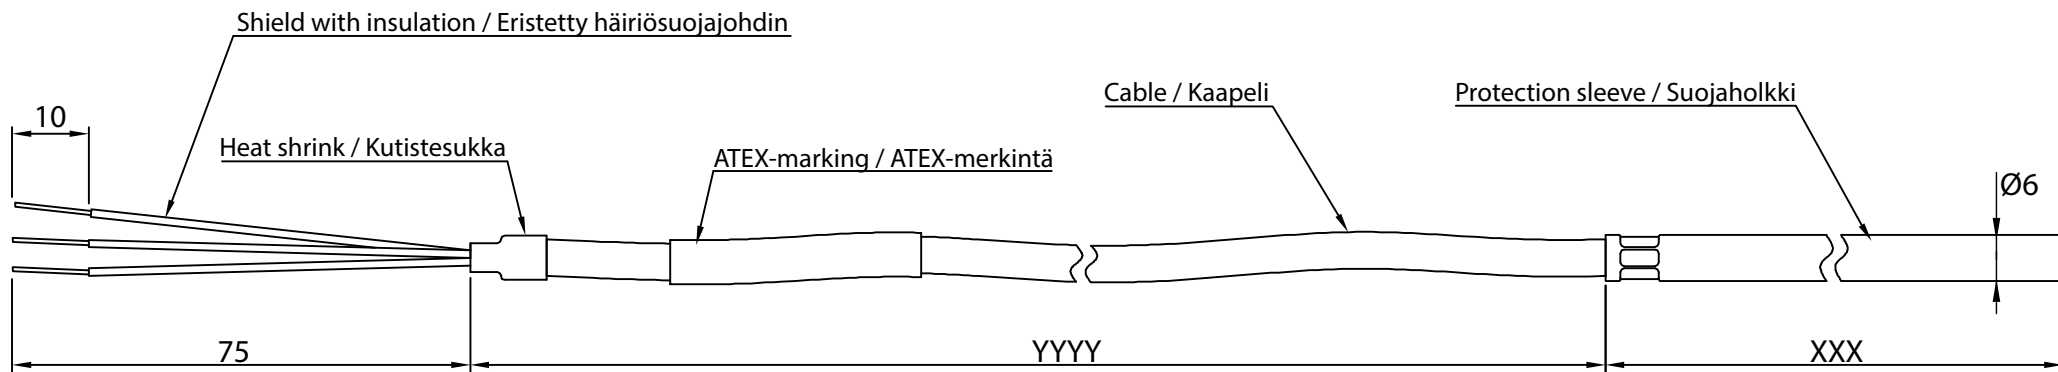 Shield with insulation / Eristetty häiriösuojajohdin
Cable / Kaapeli
Protection sleeve / Suojaholkki
10
Heat shrink / Kutistesukka
ATEX-marking / ATEX-merkintä
Ø6
75
YYYY
XXX